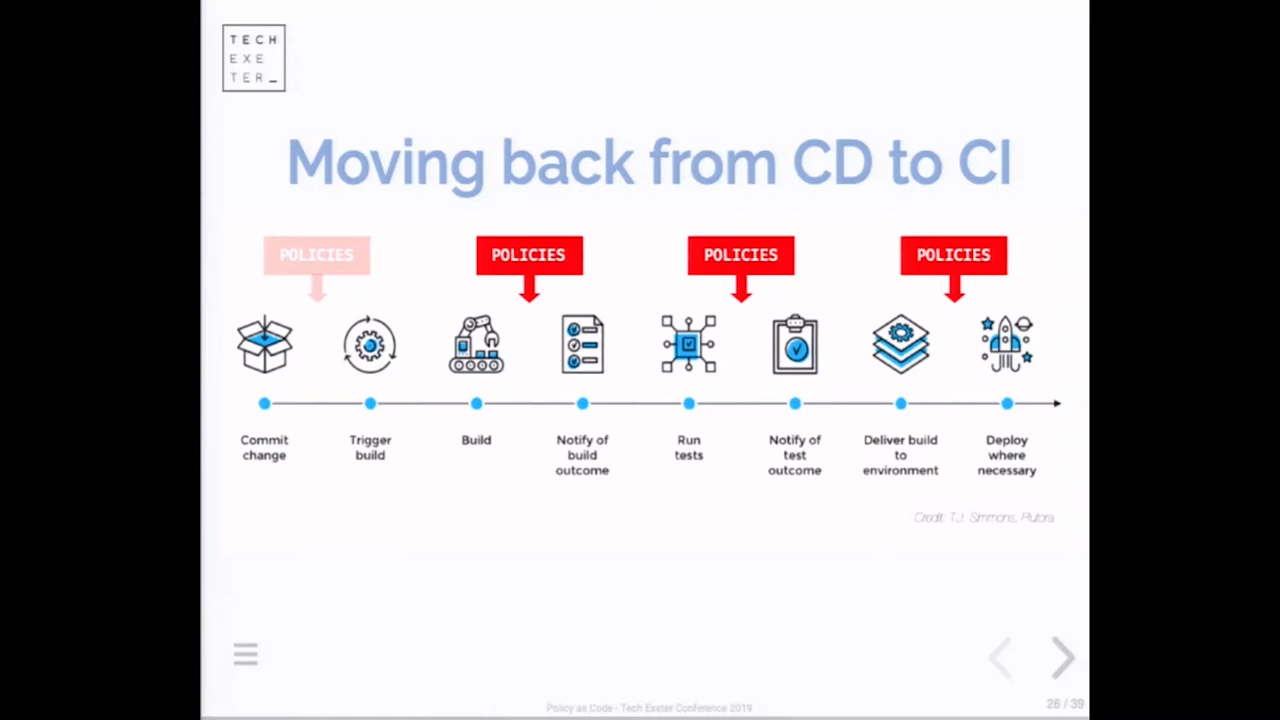 TECH
EXE
TER_
Moving back from CD to CI
POLICIES
POLICIES
POLICIES
POLICIES
Commit
change
Trigger
build
Build
Notify of
build
outcome
Run
tests
Notify of
test
outcome
Deliver build
to
environment
Deploy
where
necessary
Credit: T.J. Simmons, Plutora
Policy as Code - Tech Exeter Conference 2019
26 / 39